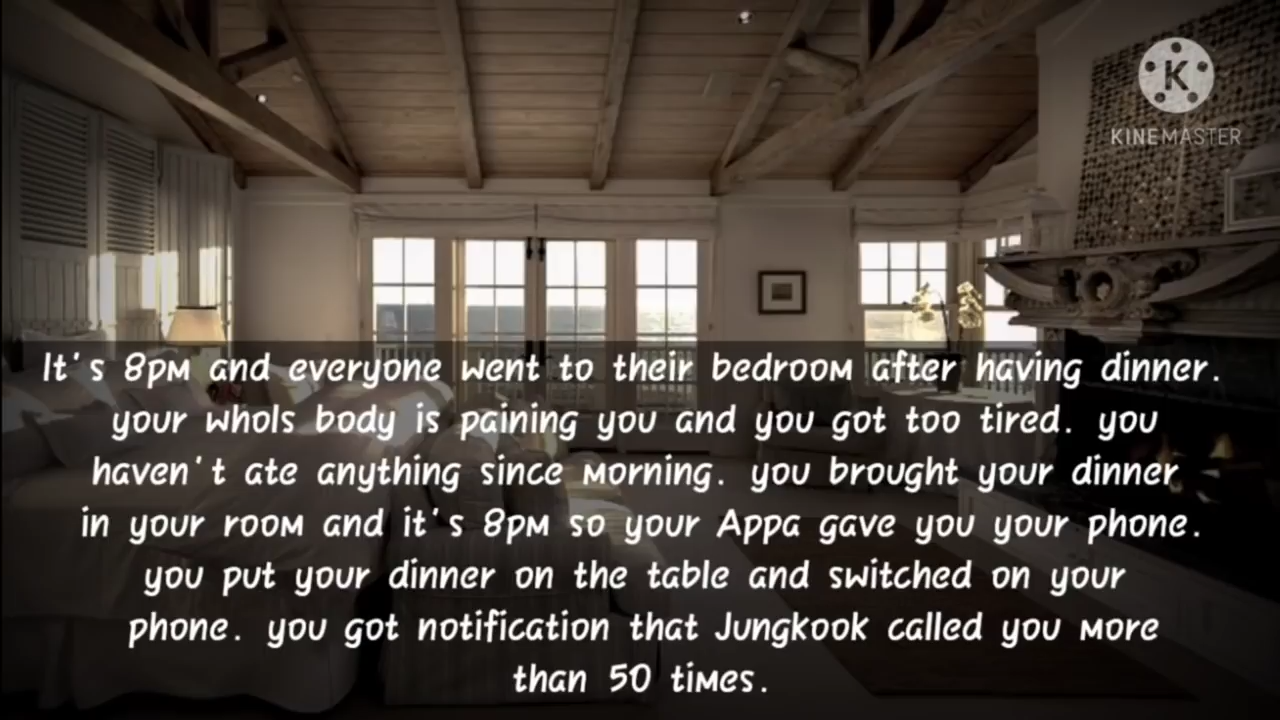 KINEMASTER
It's 8pm and everyone went to their bedroom after having dinner.
your whols body is paining you and you got too tired. you
haven't ate anything since morning. you brought your dinner
in your room and it's 8pm so your Appa gave you your phone.
you put your dinner on the table and switched on your
phone. you got notification that Jungkook called you more
than 50 times.